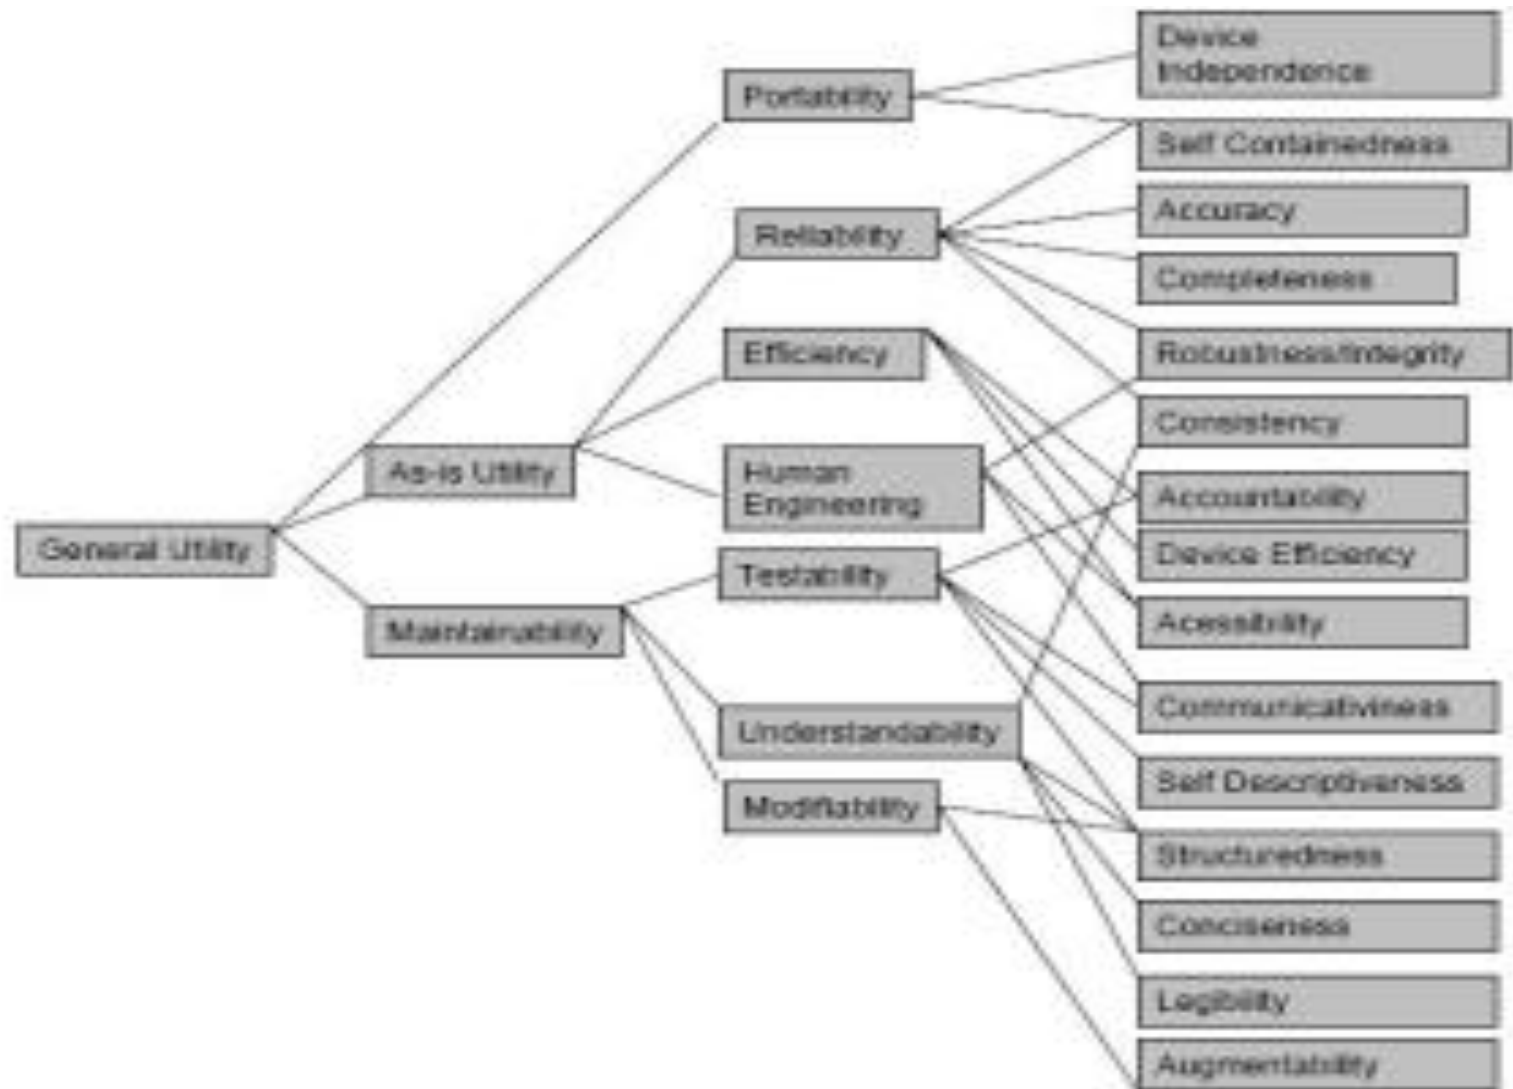 General Utility
As-is Utility
Maintainability
Portability
Reliability
Efficiency
Human
Engineering
Testability
Understandability
Modifiability
Device
Independence
Self Containedness
Accuracy
Completeness
Robustness/Integrity
Consistency
Accountability
Device Efficiency
Acessibility
Communicativiness
Self Descriptiveness
Structuredness
Conciseness
Legibility
Augmentability